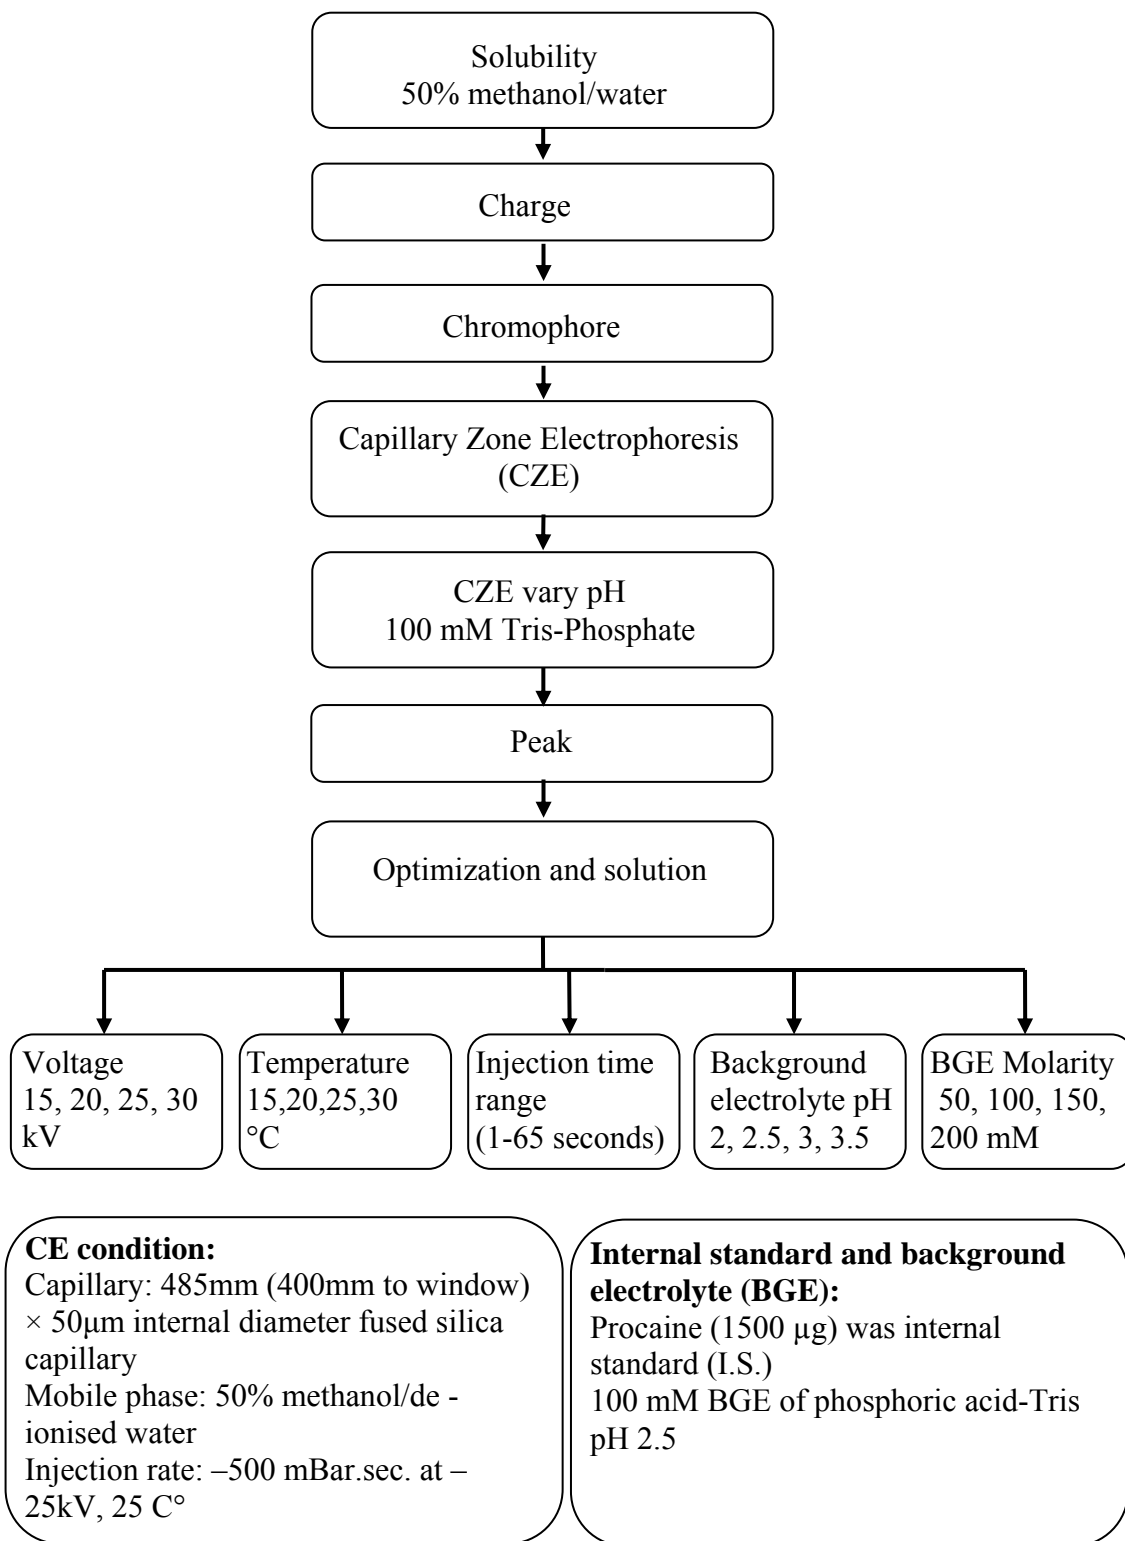 Solubility
50% methanol/water
Charge
Chromophore
Capillary Zone Electrophoresis
(CZE)
CZE vary pH
100 mM Tris-Phosphate
Peak
Optimization and solution
Voltage
15, 20, 25, 30
kV
Temperature
15,20,25,30
°C
Injection time
range
(1-65 seconds)
Background
electrolyte pH
2, 2.5, 3, 3.5
BGE Molarity
50, 100, 150,
200 mM
CE condition:
Capillary: 485mm (400mm to window)
× 50μm internal diameter fused silica
capillary
Mobile phase: 50% methanol/de -
ionised water
Injection rate: –500 mBar.sec. at –
25kV, 25 C°
Internal standard and background
electrolyte (BGE):
Procaine (1500 µg) was internal
standard (I.S.)
100 mM BGE of phosphoric acid-Tris
pH 2.5